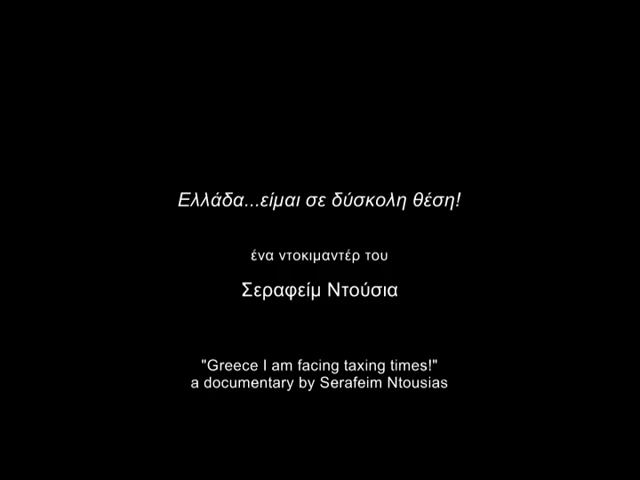 Ελλάδα...είμαι σε δύσκολη θέση!
ένα ντοκιμαντέρ του
Σεραφείμ Ντούσια
"Greece I am facing taxing times!"
a documentary by Serafeim Ntousias